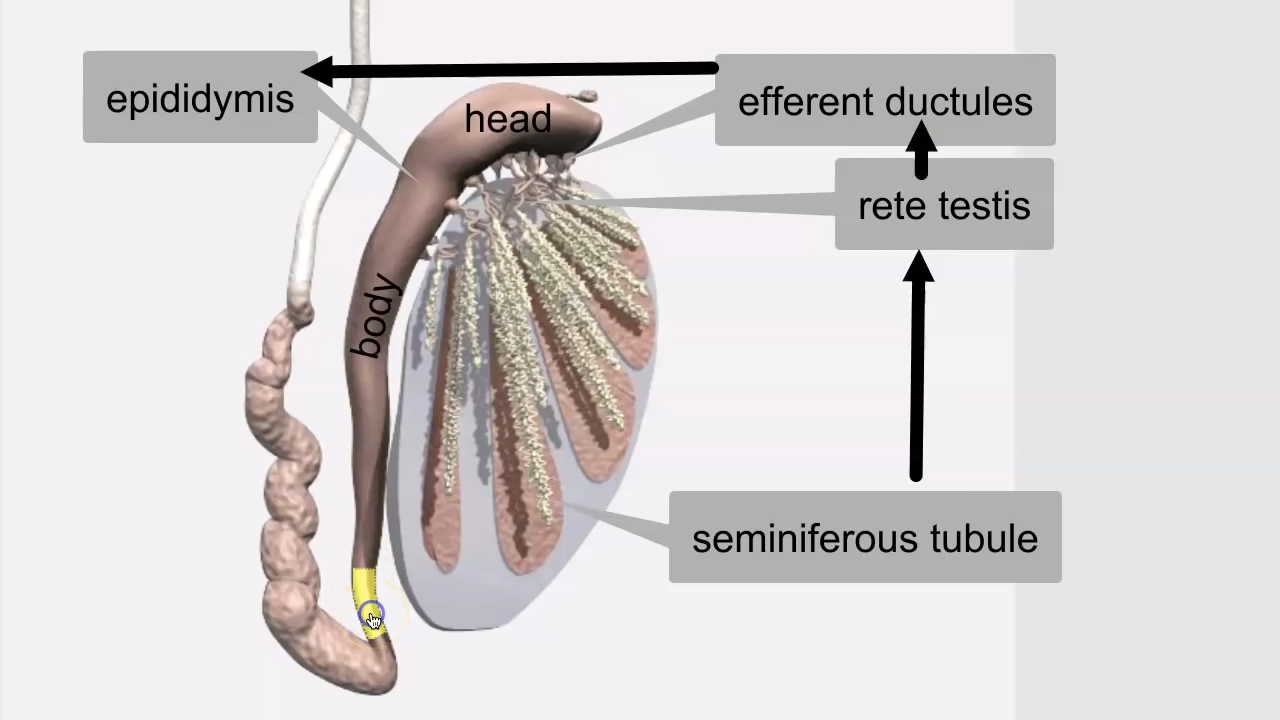 epididymis
head
efferent ductules
rete testis
body
seminiferous tubule